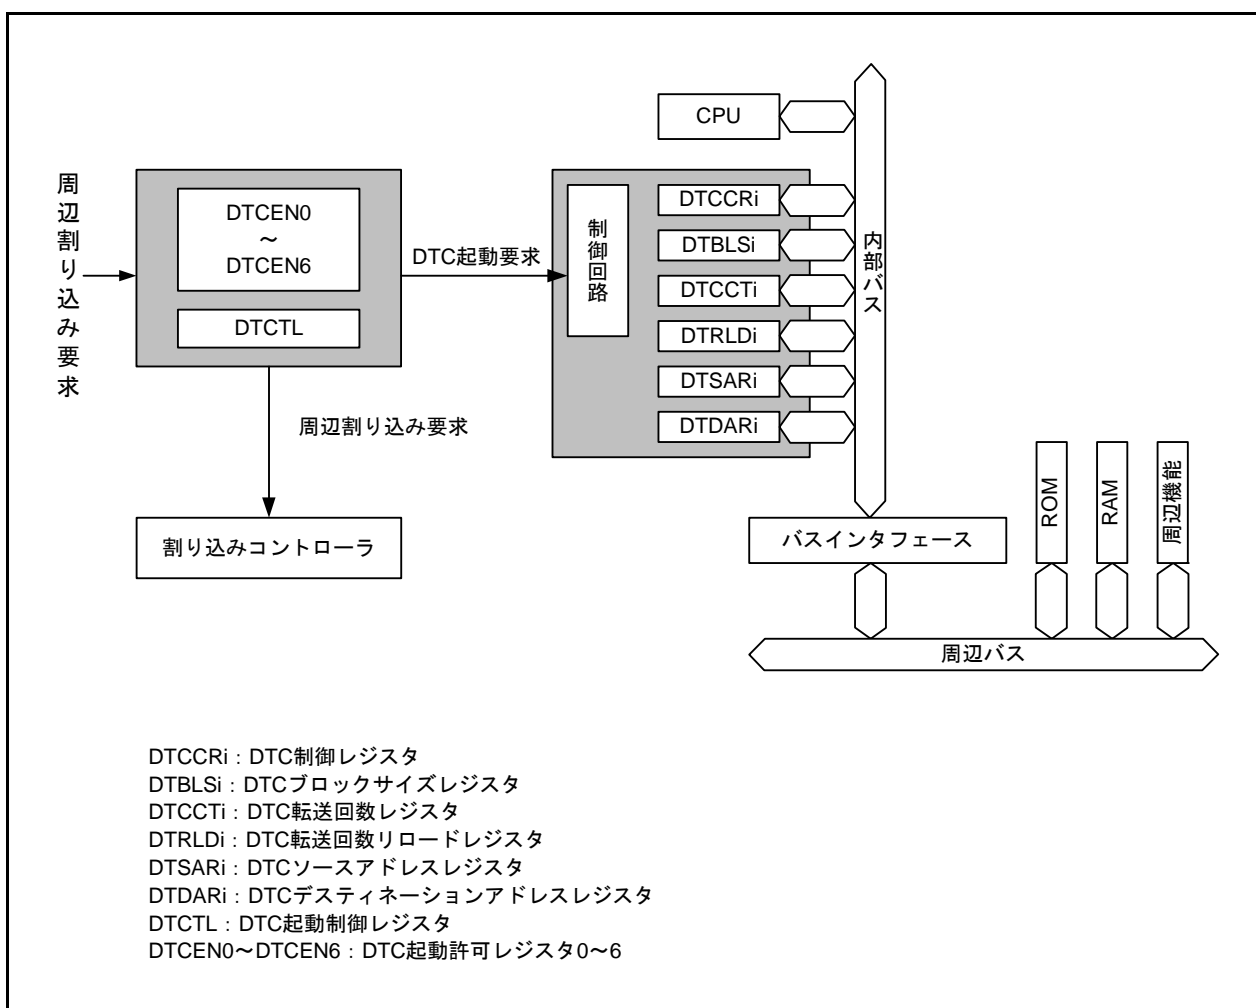 CPU
周辺割り込み要求
DTCEN0
～
DTCEN6
DTCTL
DTC起動要求
制御回路
DTCCRi
DTBLSi
DTCCTi
DTRLDi
DTSARi
DTDARi
内部バス
周辺割り込み要求
割り込みコントローラ
バスインタフェース
ROM
RAM
周辺機能
周辺バス
DTCCRi：DTC制御レジスタ
DTBLSi：DTCブロックサイズレジスタ
DTCCTi：DTC転送回数レジスタ
DTRLDi：DTC転送回数リロードレジスタ
DTSARi：DTCソースアドレスレジスタ
DTDARi：DTCデスティネーションアドレスレジスタ
DTCTL：DTC起動制御レジスタ
DTCEN0～DTCEN6：DTC起動許可レジスタ0～6